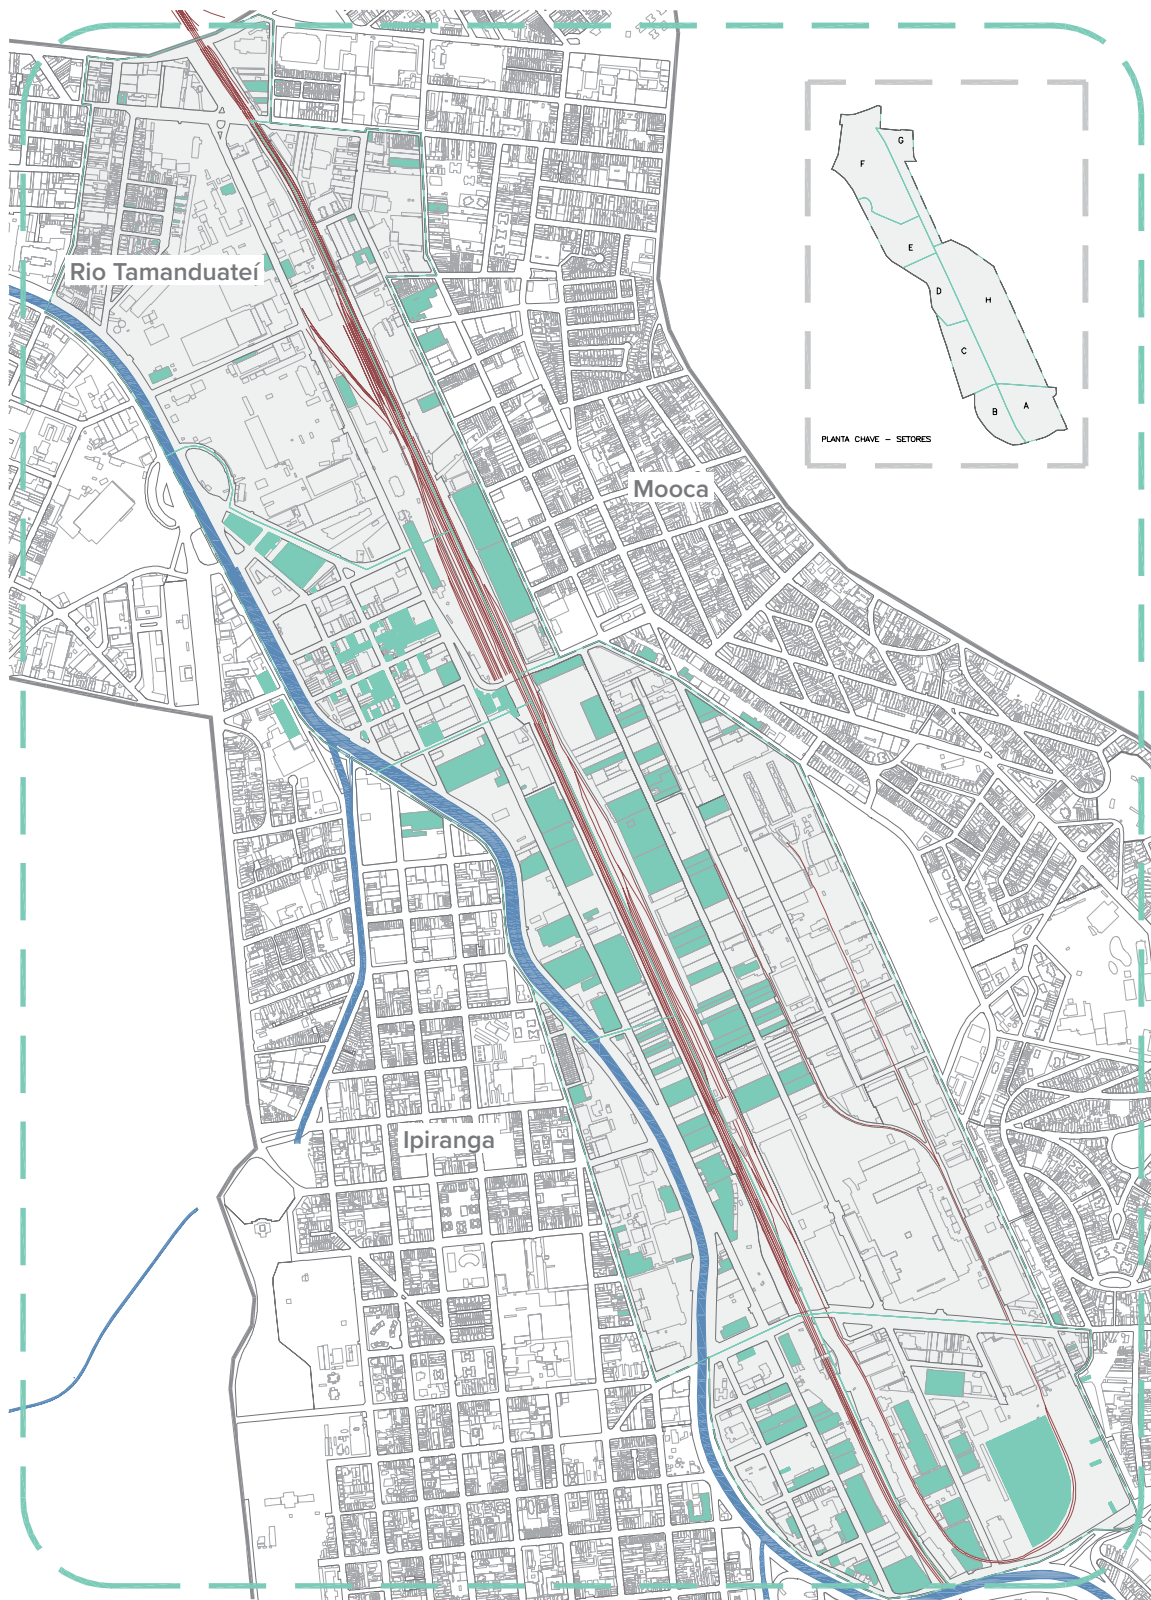 G
F
E
Rio Tamanduateí
D
H
C
A
B
PLANTA CHAVE – SETORES
Mooca
Ipiranga